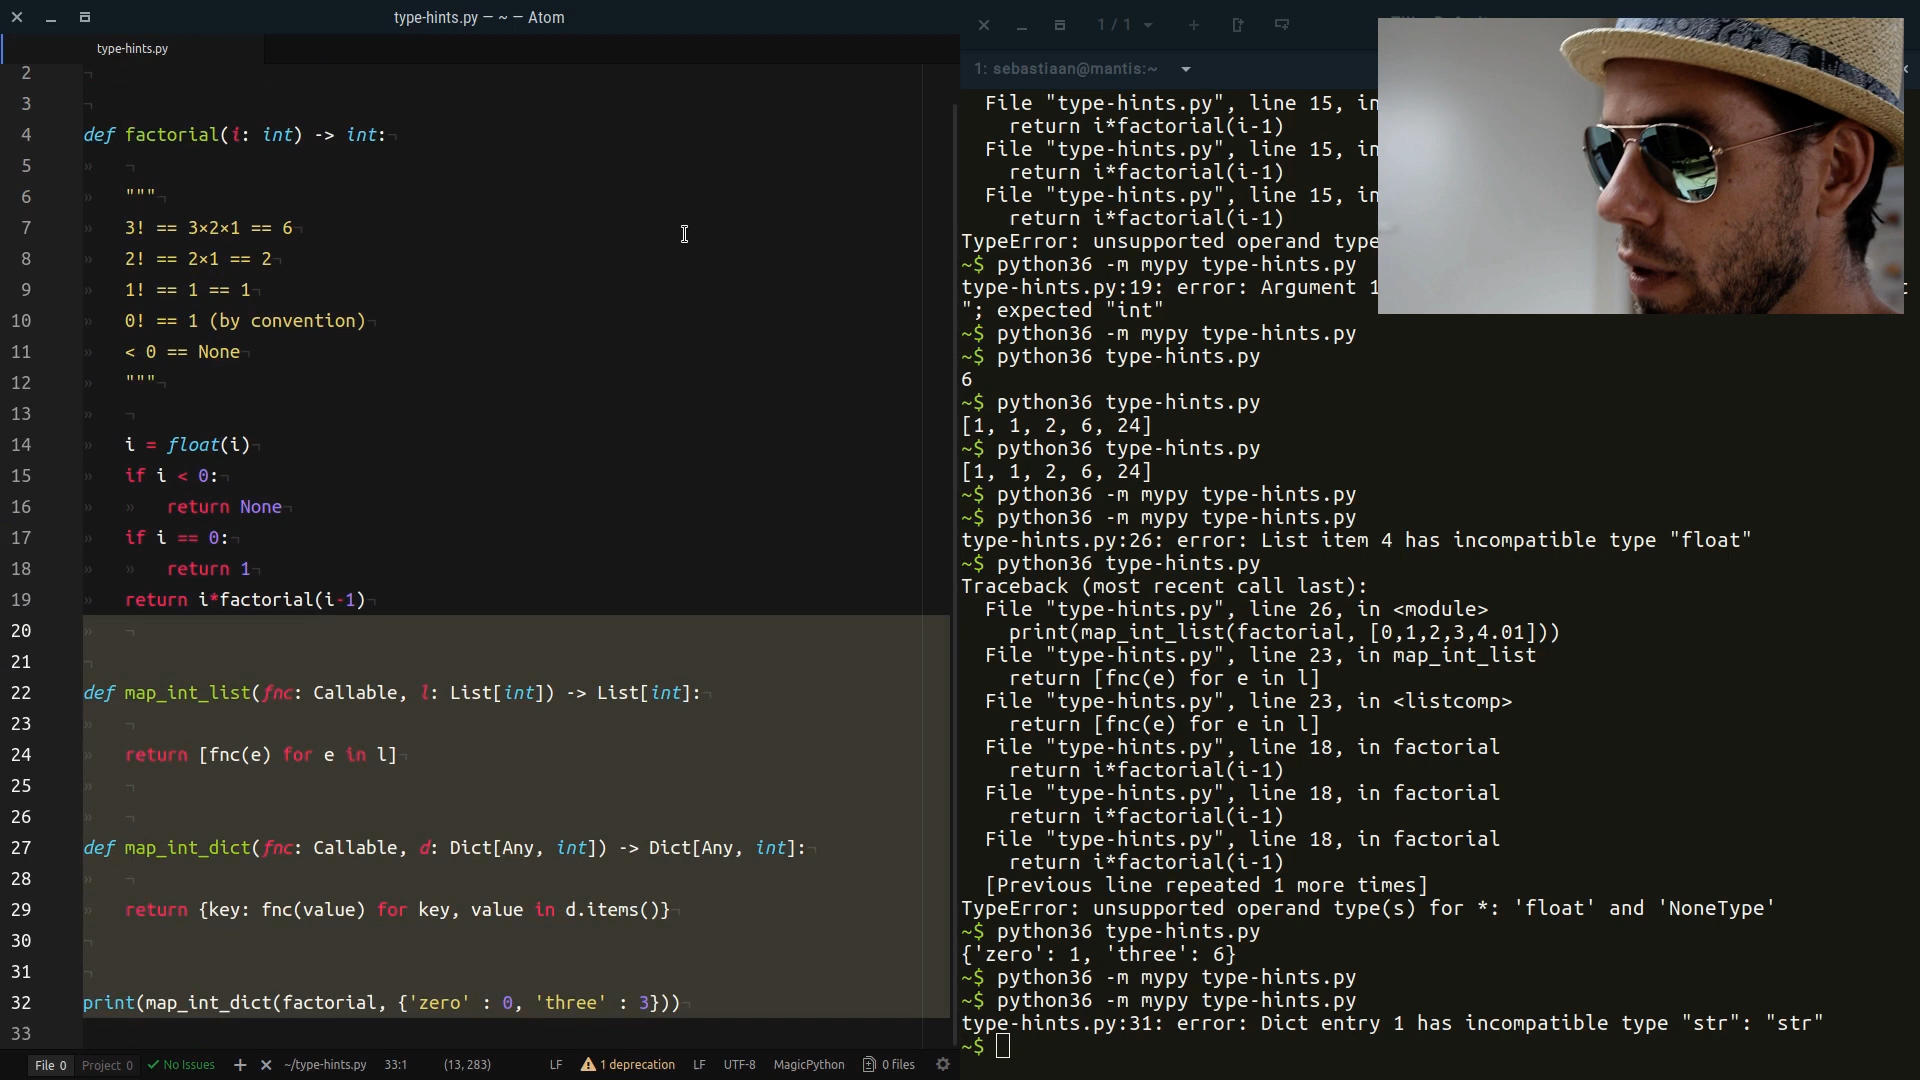 type-hints.py — ~ — Atom
type-hints.py
2
3
4 def factorial(i: int) -> int:
5
6 """
7 3! == 3×2×1 == 6
8 2! == 2×1 == 2
9 1! == 1 == 1
10 0! == 1 (by convention)
11 < 0 == None
12 """
13
14 i = float(i)
15 if i < 0:
16 return None
17 if i == 0:
18 return 1
19 return i*factorial(i-1)
20
21
22 def map_int_list(fnc: Callable, l: List[int]) -> List[int]:
23
24 return [fnc(e) for e in l]
25
26
27 def map_int_dict(fnc: Callable, d: Dict[Any, int]) -> Dict[Any, int]:
28
29 return {key: fnc(value) for key, value in d.items()}
30
31
32 print(map_int_dict(factorial, {'zero' : 0, 'three' : 3}))
33
File 0 Project 0 No Issues ~/type-hints.py 33:1 (13, 283) LF 1 deprecation LF UTF-8 MagicPython 0 files
1 / 1
1: sebastiaan@mantis:~
File "type-hints.py", line 15, in
return i*factorial(i-1)
File "type-hints.py", line 15, in
return i*factorial(i-1)
File "type-hints.py", line 15, in
return i*factorial(i-1)
TypeError: unsupported operand type
~$ python36 -m mypy type-hints.py
type-hints.py:19: error: Argument 1
"; expected "int"
~$ python36 -m mypy type-hints.py
~$ python36 type-hints.py
6
~$ python36 type-hints.py
[1, 1, 2, 6, 24]
~$ python36 type-hints.py
[1, 1, 2, 6, 24]
~$ python36 -m mypy type-hints.py
~$ python36 -m mypy type-hints.py
type-hints.py:26: error: List item 4 has incompatible type "float"
~$ python36 type-hints.py
Traceback (most recent call last):
File "type-hints.py", line 26, in <module>
print(map_int_list(factorial, [0,1,2,3,4.01]))
File "type-hints.py", line 23, in map_int_list
return [fnc(e) for e in l]
File "type-hints.py", line 23, in <listcomp>
return [fnc(e) for e in l]
File "type-hints.py", line 18, in factorial
return i*factorial(i-1)
File "type-hints.py", line 18, in factorial
return i*factorial(i-1)
File "type-hints.py", line 18, in factorial
return i*factorial(i-1)
[Previous line repeated 1 more times]
TypeError: unsupported operand type(s) for *: 'float' and 'NoneType'
~$ python36 type-hints.py
{'zero': 1, 'three': 6}
~$ python36 -m mypy type-hints.py
~$ python36 -m mypy type-hints.py
type-hints.py:31: error: Dict entry 1 has incompatible type "str": "str"
~$